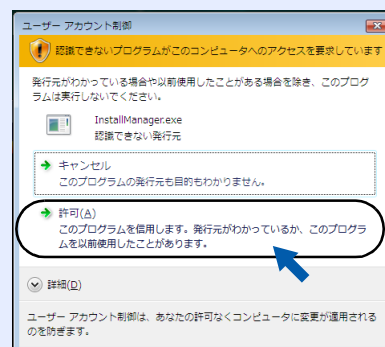 ユーザー アカウント制御
認識できないプログラムがこのコンピュータへのアクセスを要求しています
発行元がわかっている場合や以前使用したことがある場合を除き、このプログ
ラムは実行しないでください。
InstallManager.exe
認識できない発行元
キャンセル
このプログラムの発行元も目的もわかりません。
許可(A)
このプログラムを信用します。発行元がわかっているか、このプログラ
ムを以前使用したことがあります。
詳細(D)
ユーザー アカウント制御は、あなたの許可なくコンピュータに変更が適用される
のを防ぎます。